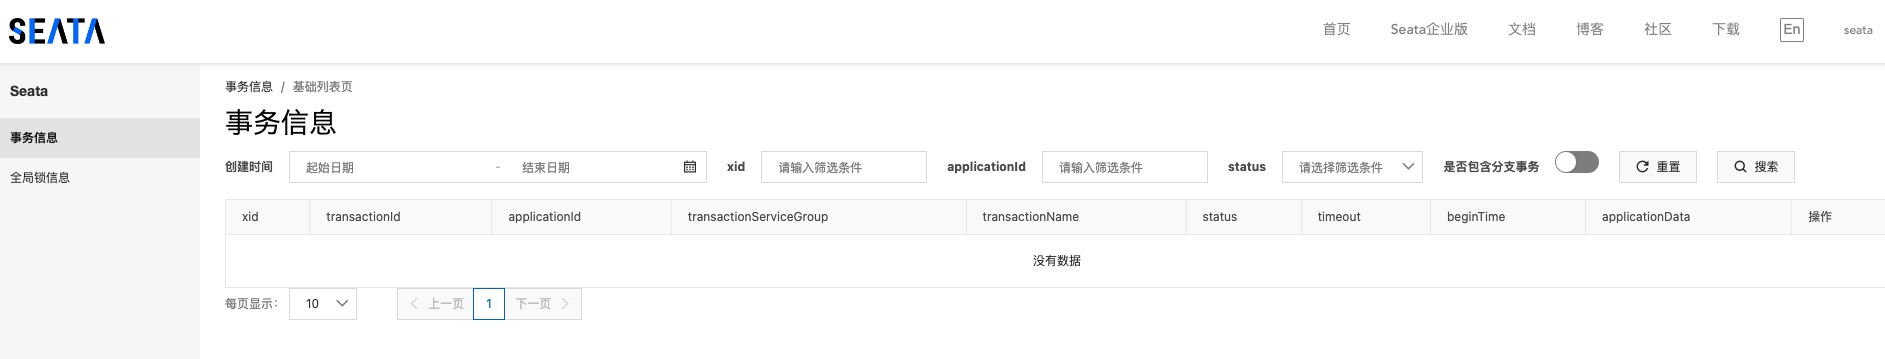 SEATA
首页 Seata企业版 文档 博客 社区 下载 En seata
Seata
事务信息
全局锁信息
事务信息 / 基础列表页
事务信息
创建时间 起始日期 - 结束日期 xid 请输入筛选条件 applicationId 请输入筛选条件 status 请选择筛选条件 是否包含分支事务 重置 搜索
xid transactionId applicationId transactionServiceGroup transactionName status timeout beginTime applicationData 操作
没有数据
每页显示: 10 上一页 1 下一页